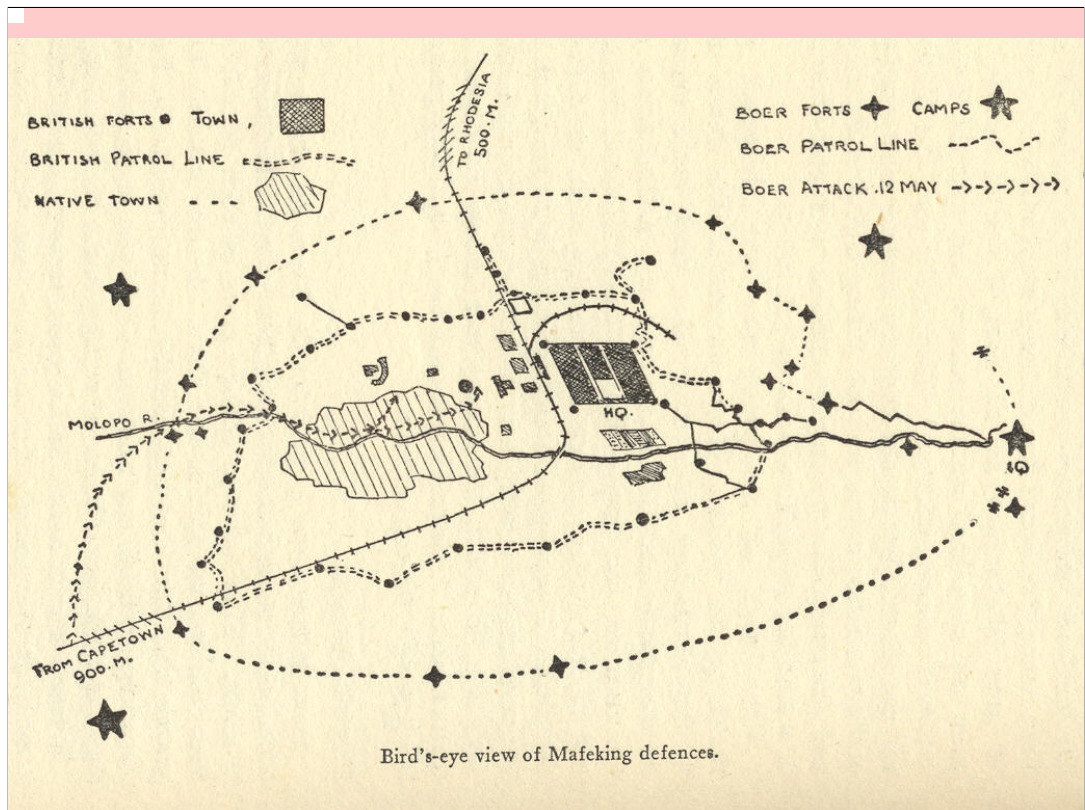 BRITISH FORTS TOWN,
BRITISH PATROL LINE
NATIVE TOWN
TO RHODESIA
500.M.
BOER FORTS CAMPS
BOER PATROL LINE
BOER ATTACK.12 MAY
MOLOPO R.
HQ.
HQ
FROM CAPETOWN
900.M.
Bird's-eye view of Mafeking defences.